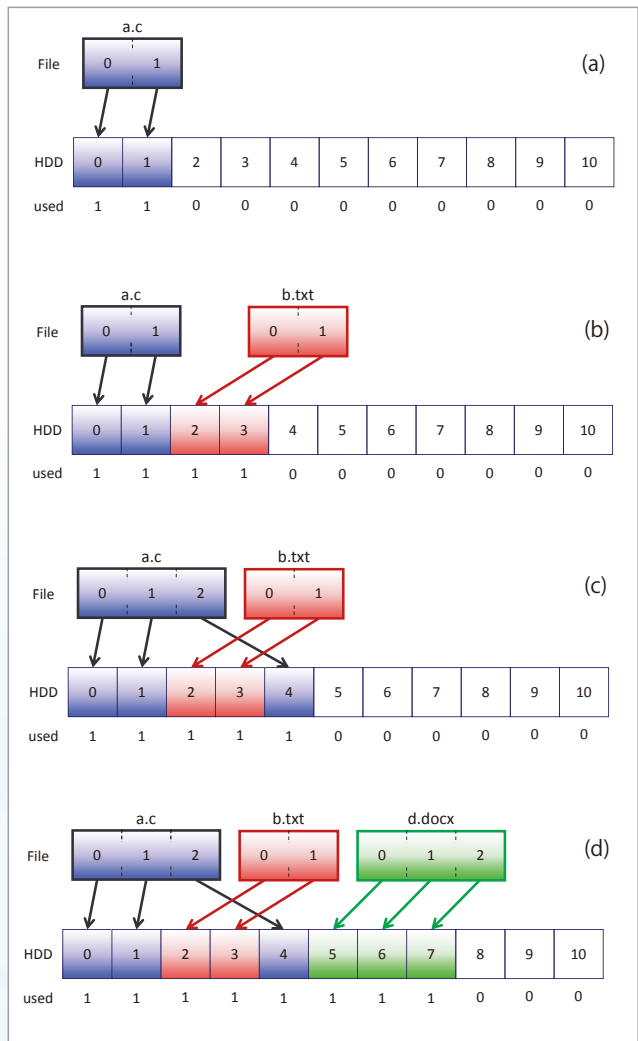 a.c
File 0 1 (a)
HDD 0 1 2 3 4 5 6 7 8 9 10
used 1 1 0 0 0 0 0 0 0 0 0
a.c b.txt
File 0 1 0 1 (b)
HDD 0 1 2 3 4 5 6 7 8 9 10
used 1 1 1 1 0 0 0 0 0 0 0
a.c b.txt
File 0 1 2 0 1 (c)
HDD 0 1 2 3 4 5 6 7 8 9 10
used 1 1 1 1 1 0 0 0 0 0 0
a.c b.txt d.docx
File 0 1 2 0 1 0 1 2 (d)
HDD 0 1 2 3 4 5 6 7 8 9 10
used 1 1 1 1 1 1 1 1 0 0 0